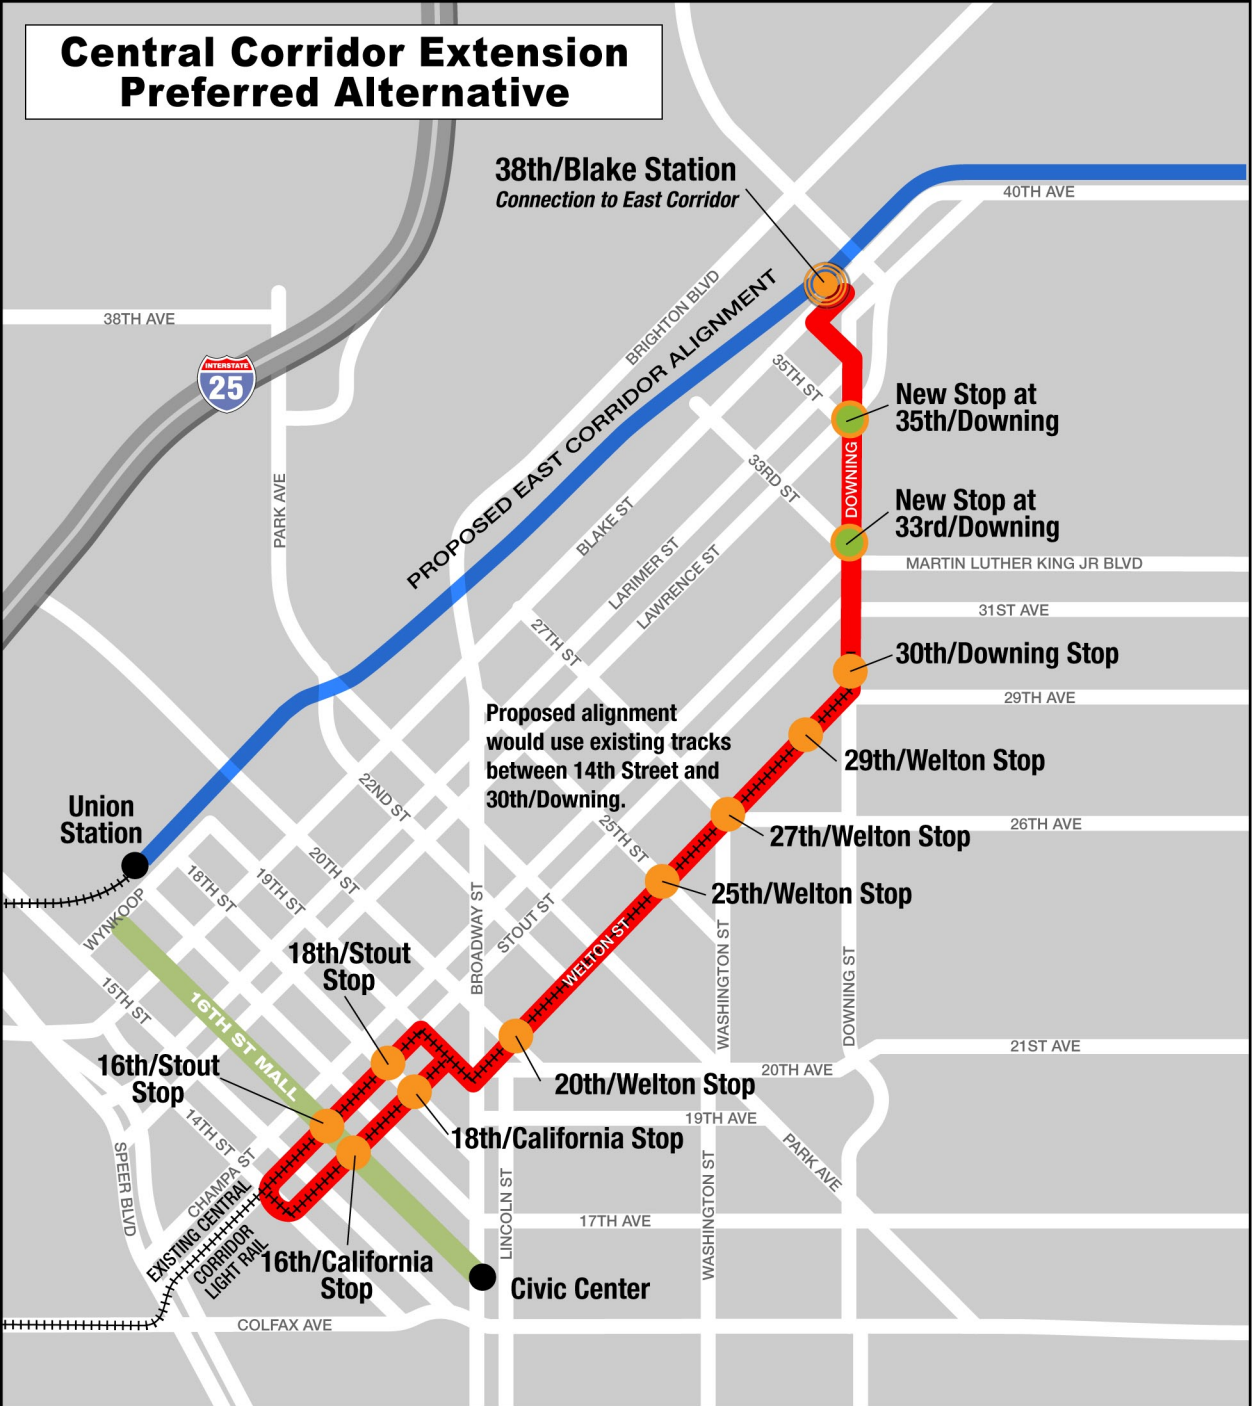 Central Corridor Extension
Preferred Alternative
38th/Blake Station
Connection to East Corridor
40TH AVE
38TH AVE
INTERSTATE
25
BRIGHTON BLVD
PROPOSED EAST CORRIDOR ALIGNMENT
35TH ST
New Stop at
35th/Downing
PARK AVE
33RD ST
DOWNING
New Stop at
33rd/Downing
BLAKE ST
LARIMER ST
LAWRENCE ST
MARTIN LUTHER KING JR BLVD
31ST AVE
27TH ST
30th/Downing Stop
29TH AVE
Proposed alignment
would use existing tracks
between 14th Street and
30th/Downing.
29th/Welton Stop
22ND ST
Union
Station
25TH ST
27th/Welton Stop
26TH AVE
20TH ST
19TH ST
18TH ST
25th/Welton Stop
WYNKOOP
BROADWAY ST
STOUT ST
WELTON ST
WASHINGTON ST
DOWNING ST
18th/Stout
Stop
15TH ST
16TH ST MALL
21ST AVE
16th/Stout
Stop
20th/Welton Stop
20TH AVE
19TH AVE
14TH ST
18th/California Stop
PARK AVE
SPEER BLVD
CHAMPA ST
EXISTING CENTRAL
CORRIDOR
LIGHT RAIL
LINCOLN ST
WASHINGTON ST
17TH AVE
16th/California
Stop
Civic Center
COLFAX AVE